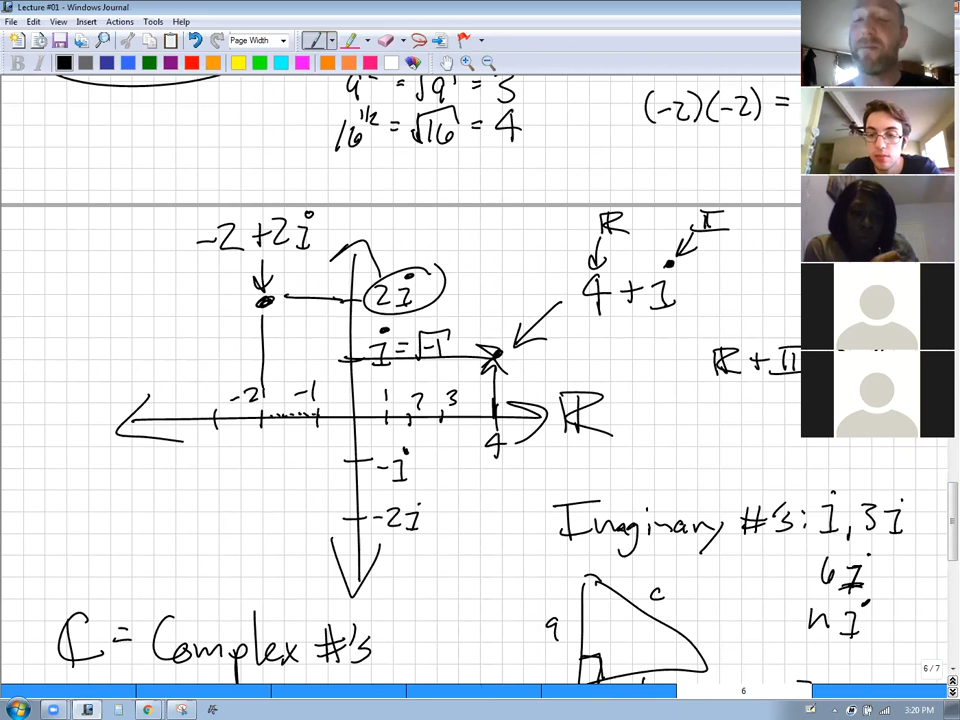 Lecture #01 - Windows Journal
File Edit View Insert Actions Tools Help
Page Width
B I
= √9 = 3
16^1/2 = √16 = 4
(-2)(-2) =
-2 + 2i
ℝ 𝕀
4 + i
2i
i = √-1
ℝ + 𝕀
-2 -1 1 2 3
4
ℝ
-i
-2i
Imaginary #'s: i, 3i
6i
ni
c
a
ℂ = Complex #'s
6 / 7
6
3:20 PM